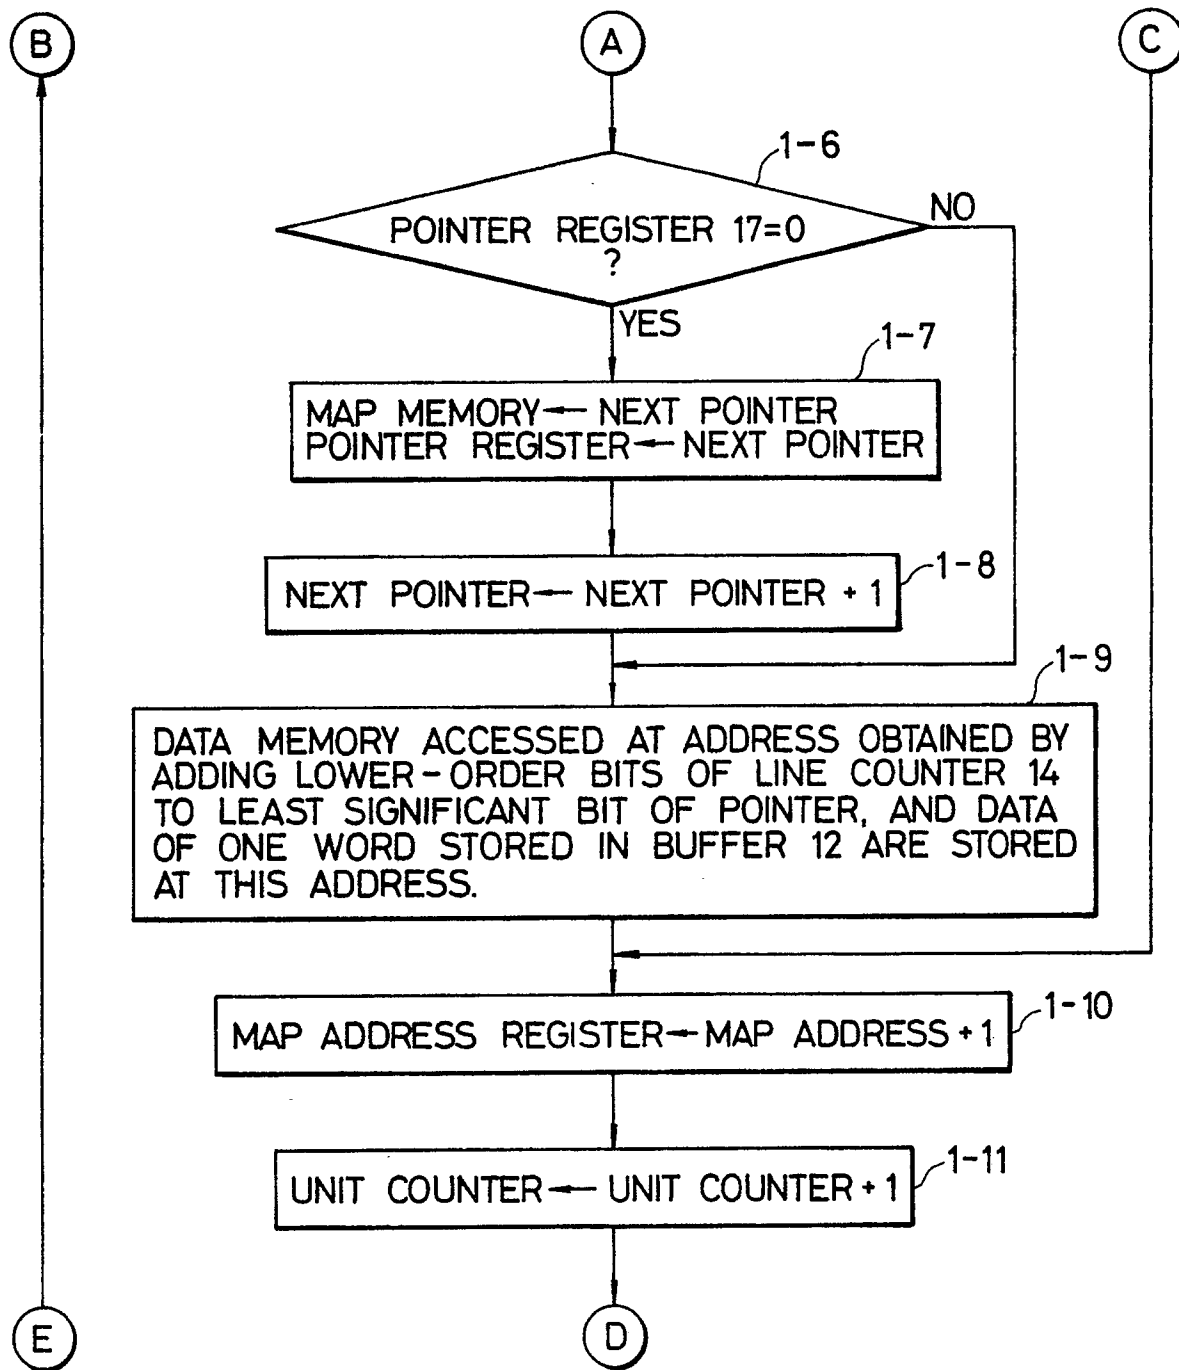 B
A
C
1-6
NO
POINTER REGISTER 17=0
?
YES
1-7
MAP MEMORY← NEXT POINTER
POINTER REGISTER← NEXT POINTER
1-8
NEXT POINTER← NEXT POINTER + 1
1-9
DATA MEMORY ACCESSED AT ADDRESS OBTAINED BY
ADDING LOWER-ORDER BITS OF LINE COUNTER 14
TO LEAST SIGNIFICANT BIT OF POINTER, AND DATA
OF ONE WORD STORED IN BUFFER 12 ARE STORED
AT THIS ADDRESS.
1-10
MAP ADDRESS REGISTER←MAP ADDRESS + 1
1-11
UNIT COUNTER← UNIT COUNTER + 1
E
D